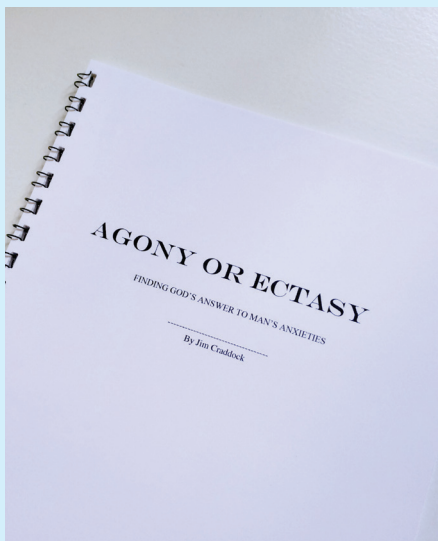 AGONY OR ECTASY
FINDING GOD'S ANSWER TO MAN'S ANXIETIES
-----------------------------
By Jim Craddock